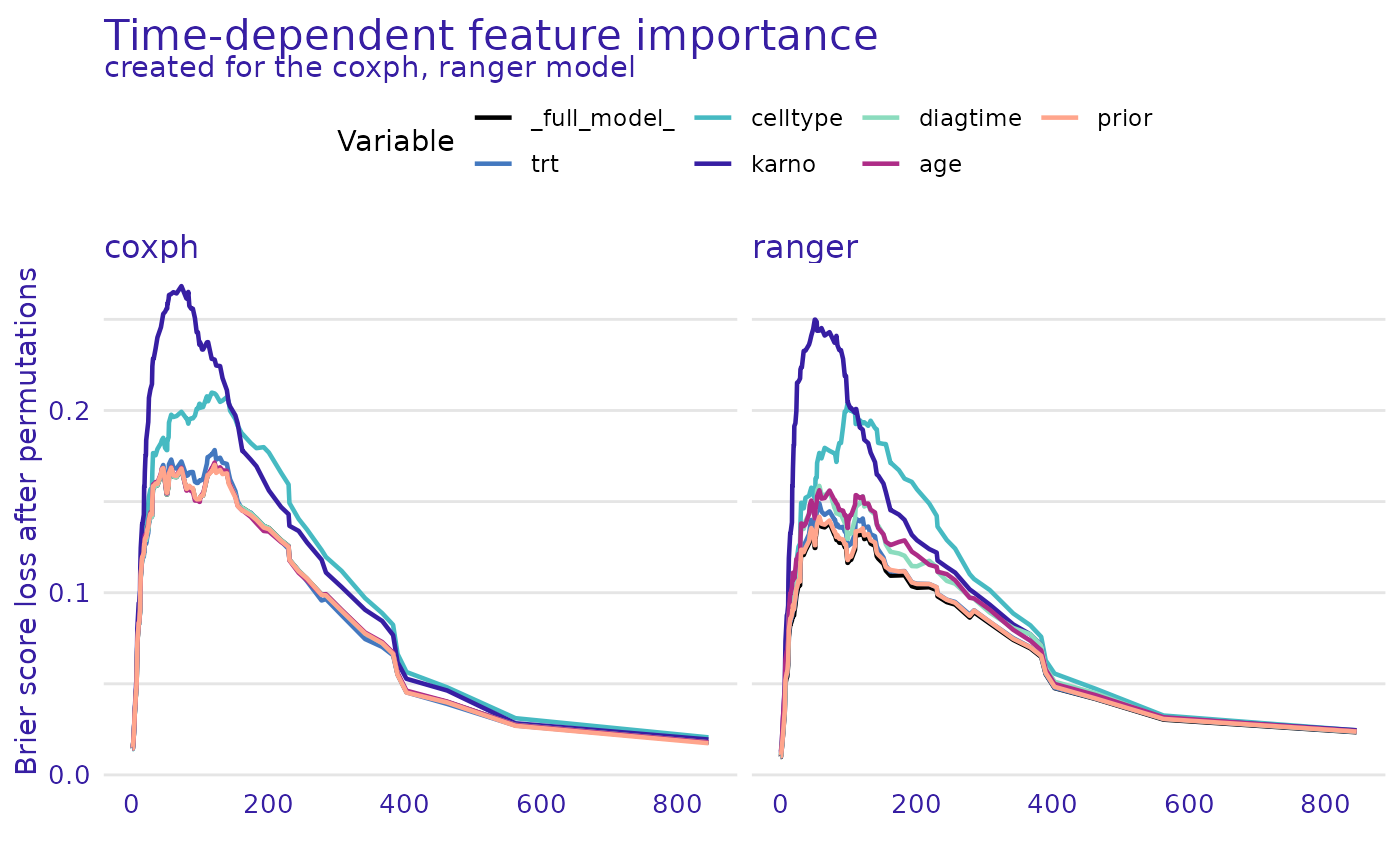 Time-dependent feature importance
created for the coxph, ranger model
Variable
_full_model_ celltype diagtime prior
trt karno age
coxph ranger
Brier score loss after permutations
0.2
0.1
0.0
0 200 400 600 800 0 200 400 600 800